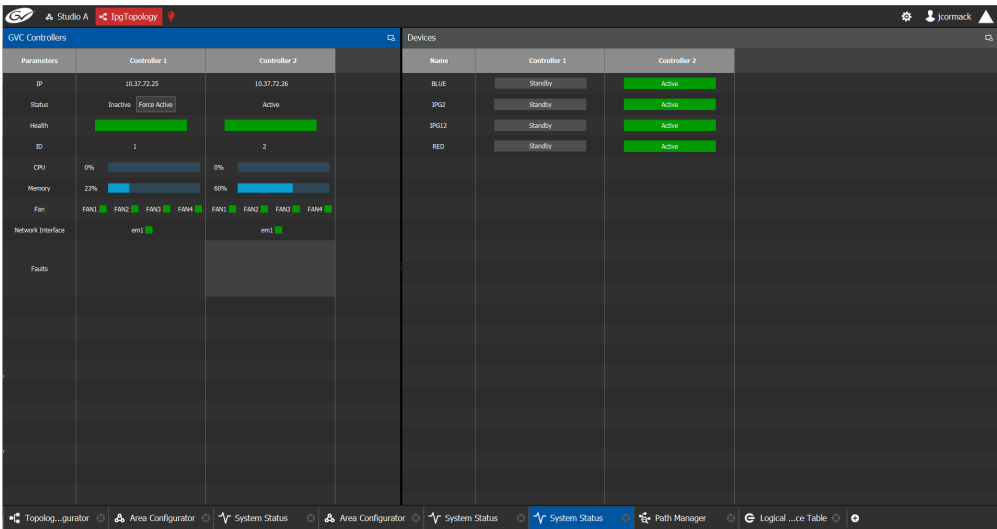 GV Studio A IpgTopology jcormack
GVC Controllers
Parameters Controller 1 Controller 2
IP 10.37.72.25 10.37.72.26
Status Inactive Force Active Active
Health
ID 1 2
CPU 0% 0%
Memory 23% 60%
Fan FAN1 FAN2 FAN3 FAN4 FAN1 FAN2 FAN3 FAN4
Network Interface em1 em1
Faults
Devices
Name Controller 1 Controller 2
BLUE Standby Active
IPG2 Standby Active
IPG12 Standby Active
RED Standby Active
Topolog...gurator Area Configurator System Status Area Configurator System Status System Status Path Manager Logical ...ce Table